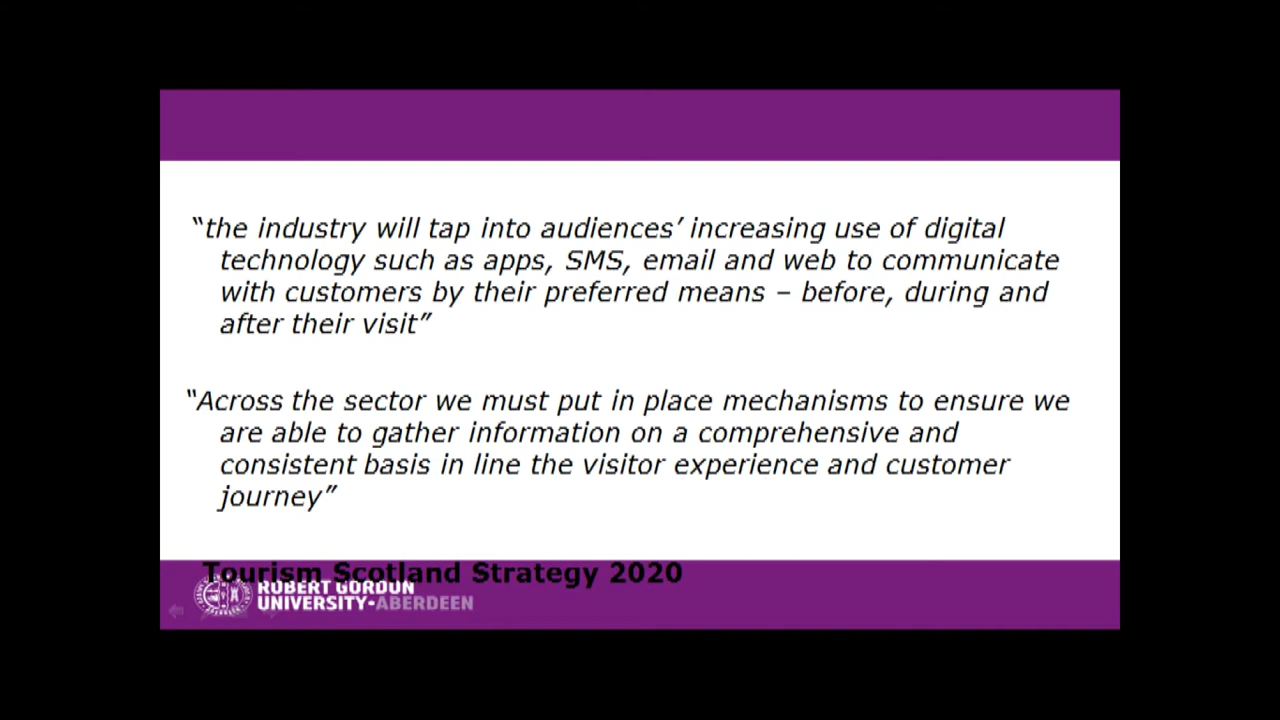 “the industry will tap into audiences’ increasing use of digital
technology such as apps, SMS, email and web to communicate
with customers by their preferred means – before, during and
after their visit”
“Across the sector we must put in place mechanisms to ensure we
are able to gather information on a comprehensive and
consistent basis in line the visitor experience and customer
journey”
Tourism Scotland Strategy 2020
ROBERT GORDON
UNIVERSITY•ABERDEEN